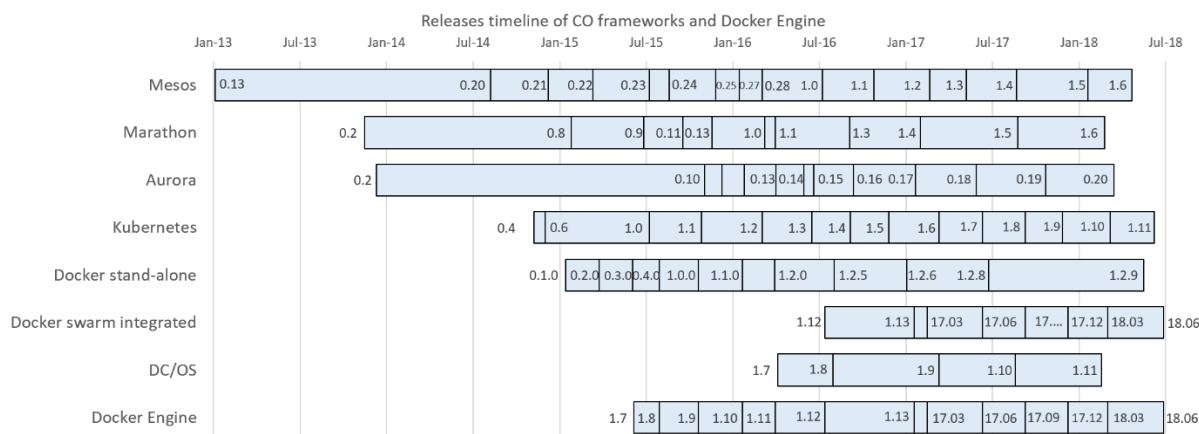 Releases timeline of CO frameworks and Docker Engine
Jan-13 Jul-13 Jan-14 Jul-14 Jan-15 Jul-15 Jan-16 Jul-16 Jan-17 Jul-17 Jan-18 Jul-18
Mesos 0.13 0.20 0.21 0.22 0.23 0.24 0.25 0.27 0.28 1.0 1.1 1.2 1.3 1.4 1.5 1.6
Marathon 0.2 0.8 0.9 0.11 0.13 1.0 1.1 1.3 1.4 1.5 1.6
Aurora 0.2 0.10 0.13 0.14 0.15 0.16 0.17 0.18 0.19 0.20
Kubernetes 0.4 0.6 1.0 1.1 1.2 1.3 1.4 1.5 1.6 1.7 1.8 1.9 1.10 1.11
Docker stand-alone 0.1.0 0.2.0 0.3.0 0.4.0 1.0.0 1.1.0 1.2.0 1.2.5 1.2.6 1.2.8 1.2.9
Docker swarm integrated 1.12 1.13 17.03 17.06 17.... 17.12 18.03 18.06
DC/OS 1.7 1.8 1.9 1.10 1.11
Docker Engine 1.7 1.8 1.9 1.10 1.11 1.12 1.13 17.03 17.06 17.09 17.12 18.03 18.06